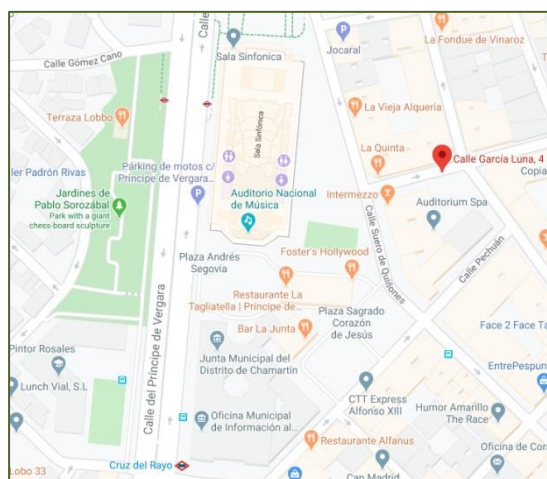 Calle
Sala Sinfonica
Jocaral
La Fondue de Vinaroz
Calle Gómez Cano
La Vieja Alquería
Terraza Lobbo
Sala Sinfónica
La Quinta
Calle García Luna, 4
ler Padrón Rivas
Párking de motos c/
Príncipe de Vergara...
Copia
Intermezzo
Auditorio Nacional
de Música
Jardines de
Pablo Sorozábal
Park with a giant
chess-board sculpture
Auditorium Spa
Calle Suero de Quiñones
Calle Pechuán
Plaza Andrés
Segovia
Foster's Hollywood
Restaurante La
Tagliatella | Príncipe de...
Plaza Sagrado
Corazón
de Jesús
Bar La Junta
Calle del Príncipe de Vergara
Face 2 Face Ta
Pintor Rosales
Junta Municipal del
Distrito de Chamartín
EntrePespun
Lunch Vial, S.L
CTT Express
Alfonso XIII
Humor Amarillo
The Race
Oficina Municipal
de Información al...
Restaurante Alfanus
Oficina de Cor
Lobo 33
Cruz del Rayo
Cap Madrid